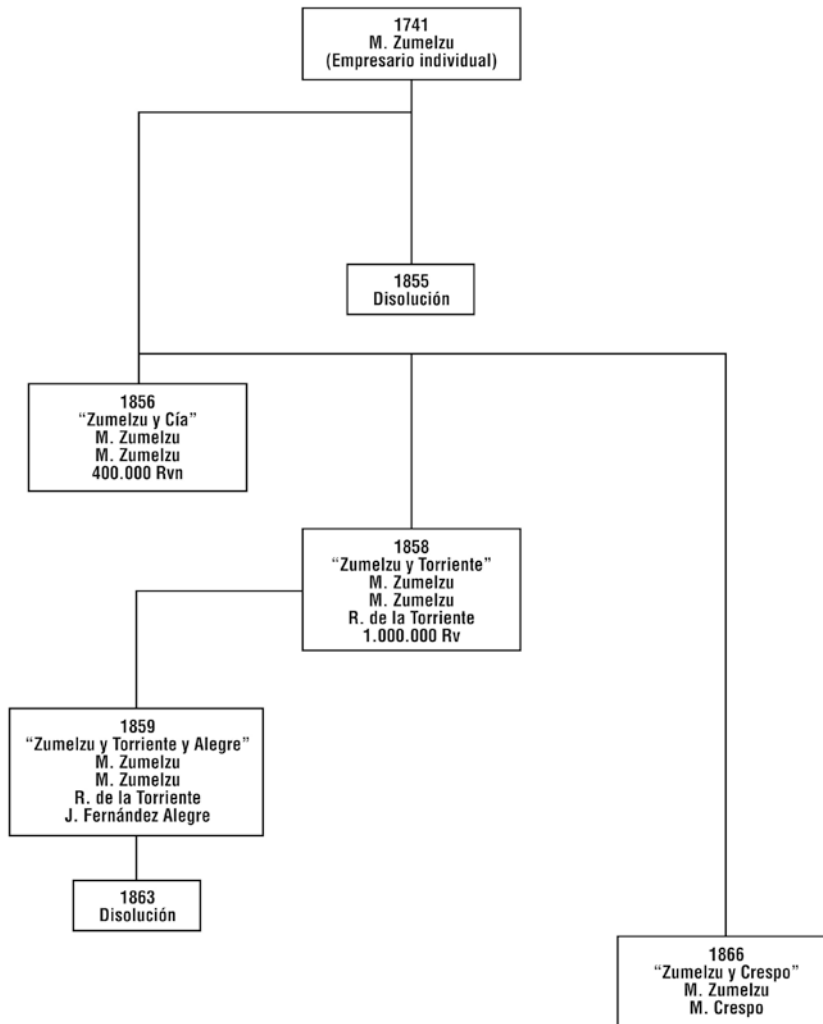 1741
M. Zumelzu
(Empresario individual)
1855
Disolución
1856
“Zumelzu y Cía”
M. Zumelzu
M. Zumelzu
400.000 Rvn
1858
“Zumelzu y Torriente”
M. Zumelzu
M. Zumelzu
R. de la Torriente
1.000.000 Rv
1859
“Zumelzu y Torriente y Alegre”
M. Zumelzu
M. Zumelzu
R. de la Torriente
J. Fernández Alegre
1863
Disolución
1866
“Zumelzu y Crespo”
M. Zumelzu
M. Crespo